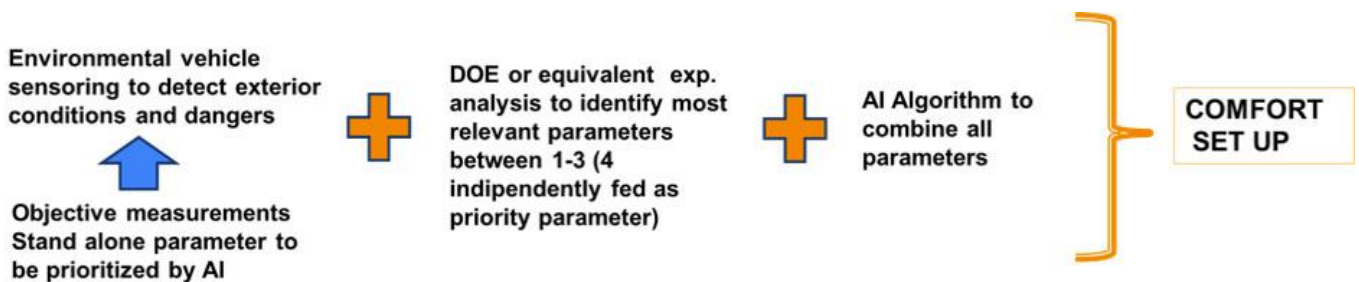 Environmental vehicle
sensoring to detect exterior
conditions and dangers
Objective measurements
Stand alone parameter to
be prioritized by AI
DOE or equivalent exp.
analysis to identify most
relevant parameters
between 1-3 (4
indipendently fed as
priority parameter)
AI Algorithm to
combine all
parameters
COMFORT
SET UP